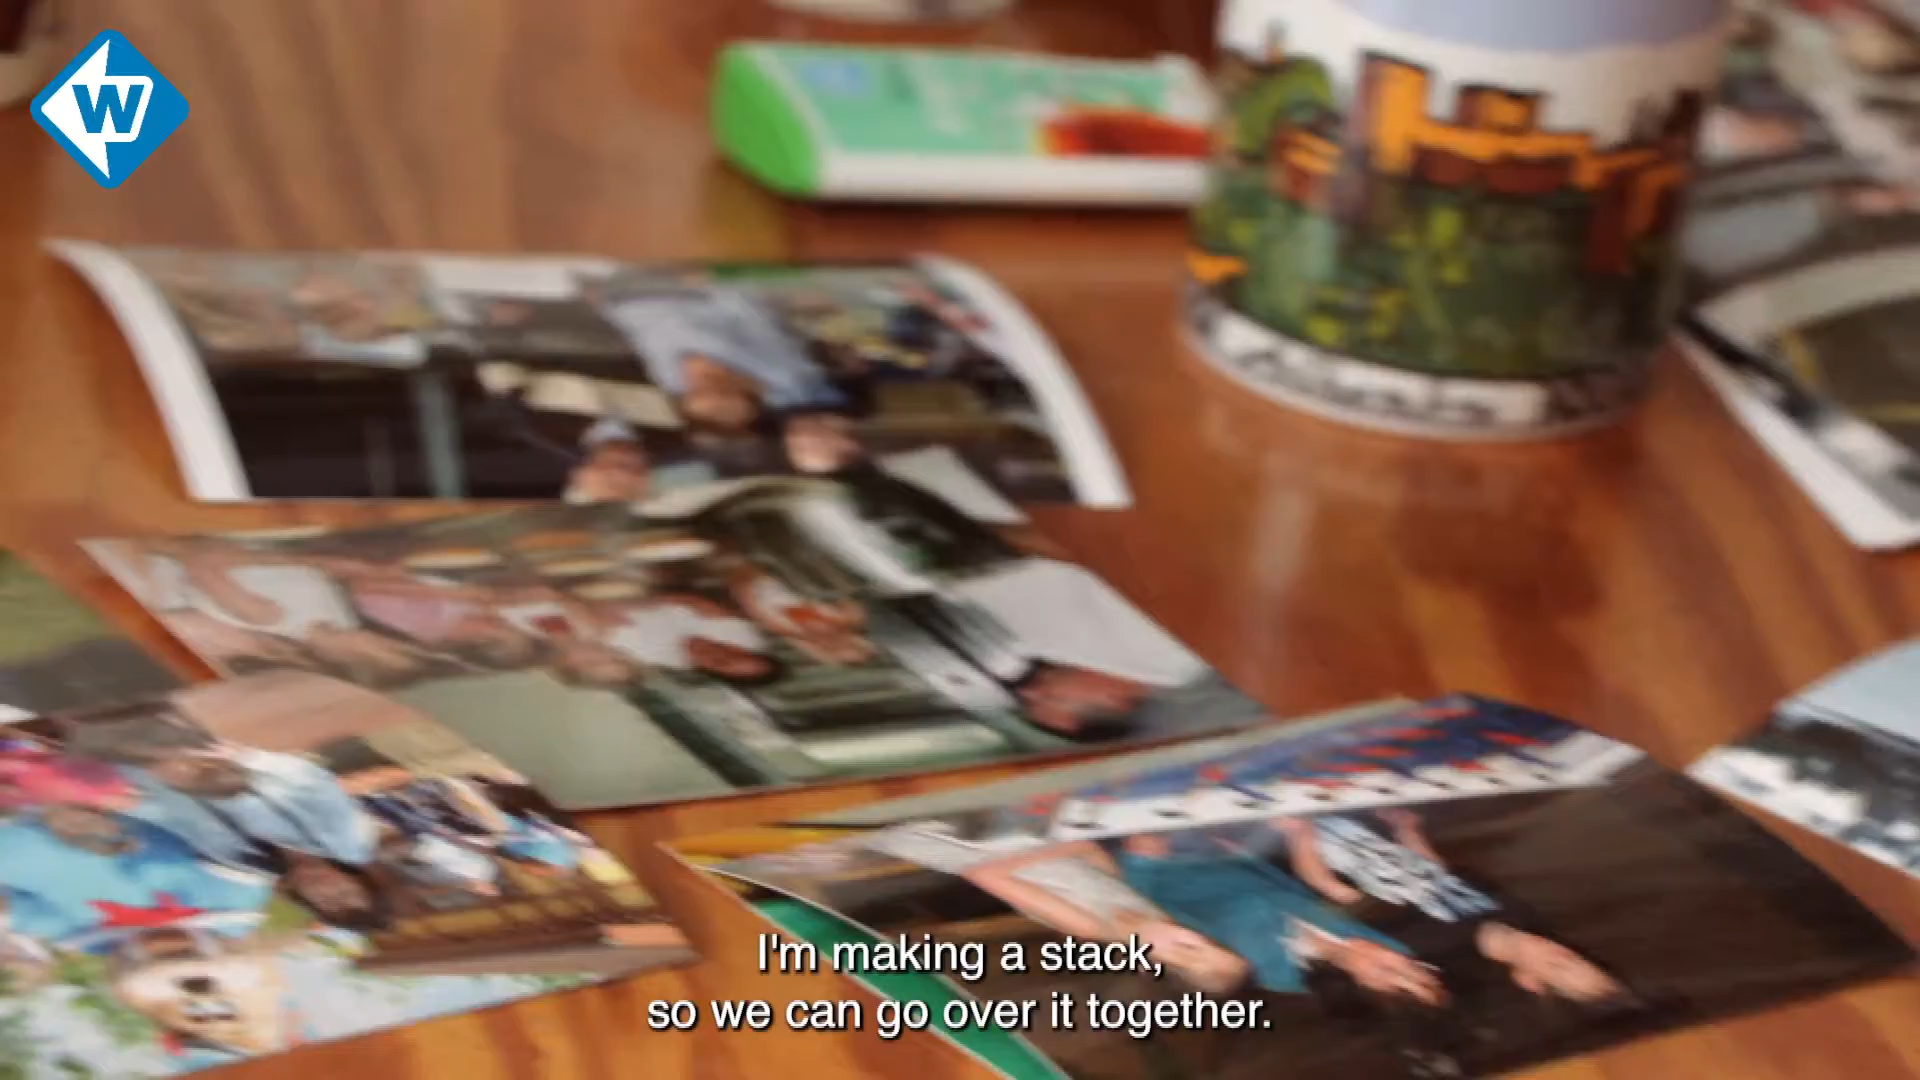 W
I'm making a stack,
so we can go over it together.